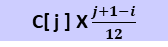 C[ j ] X (j+1−i)/12